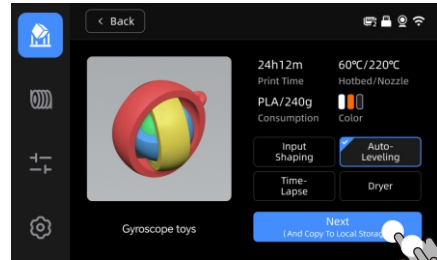 < Back
24h12m
60℃/220℃
Print Time
Hotbed/Nozzle
PLA/240g
Consumption
Color
Input
Shaping
Auto-
Leveling
Time-
Lapse
Dryer
Gyroscope toys
Next
(And Copy To Local Storag